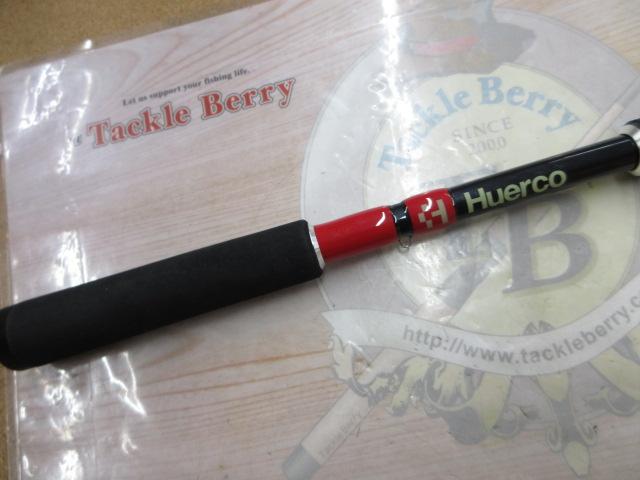 Let us support your fishing life.
Tackle Berry
Tackle Berry
SINCE
2000
H Huerco
B
http://www.tackleberry.c